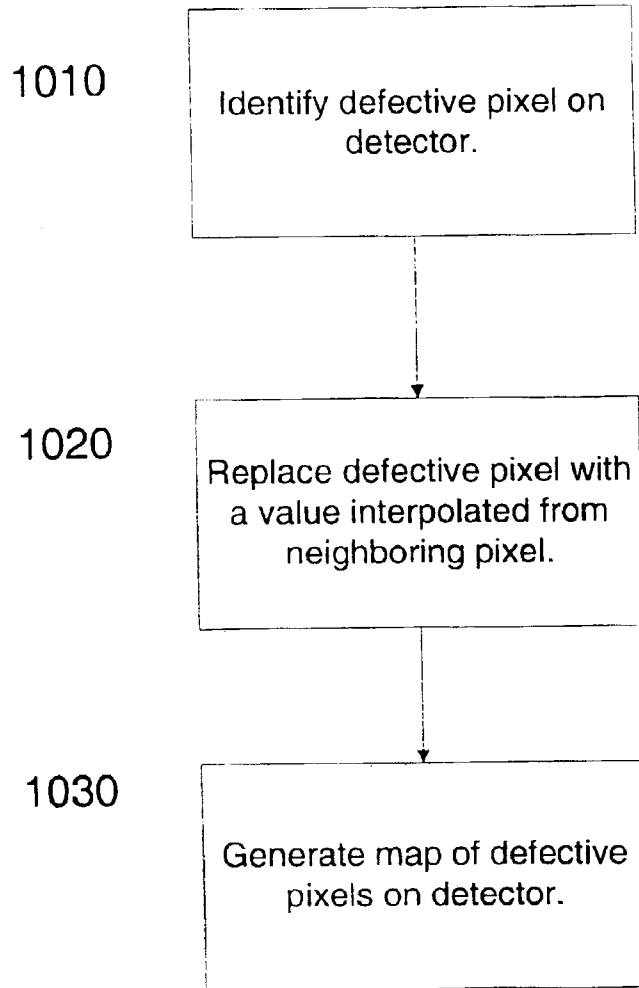 1010
Identify defective pixel on
detector.
1020
Replace defective pixel with
a value interpolated from
neighboring pixel.
1030
Generate map of defective
pixels on detector.